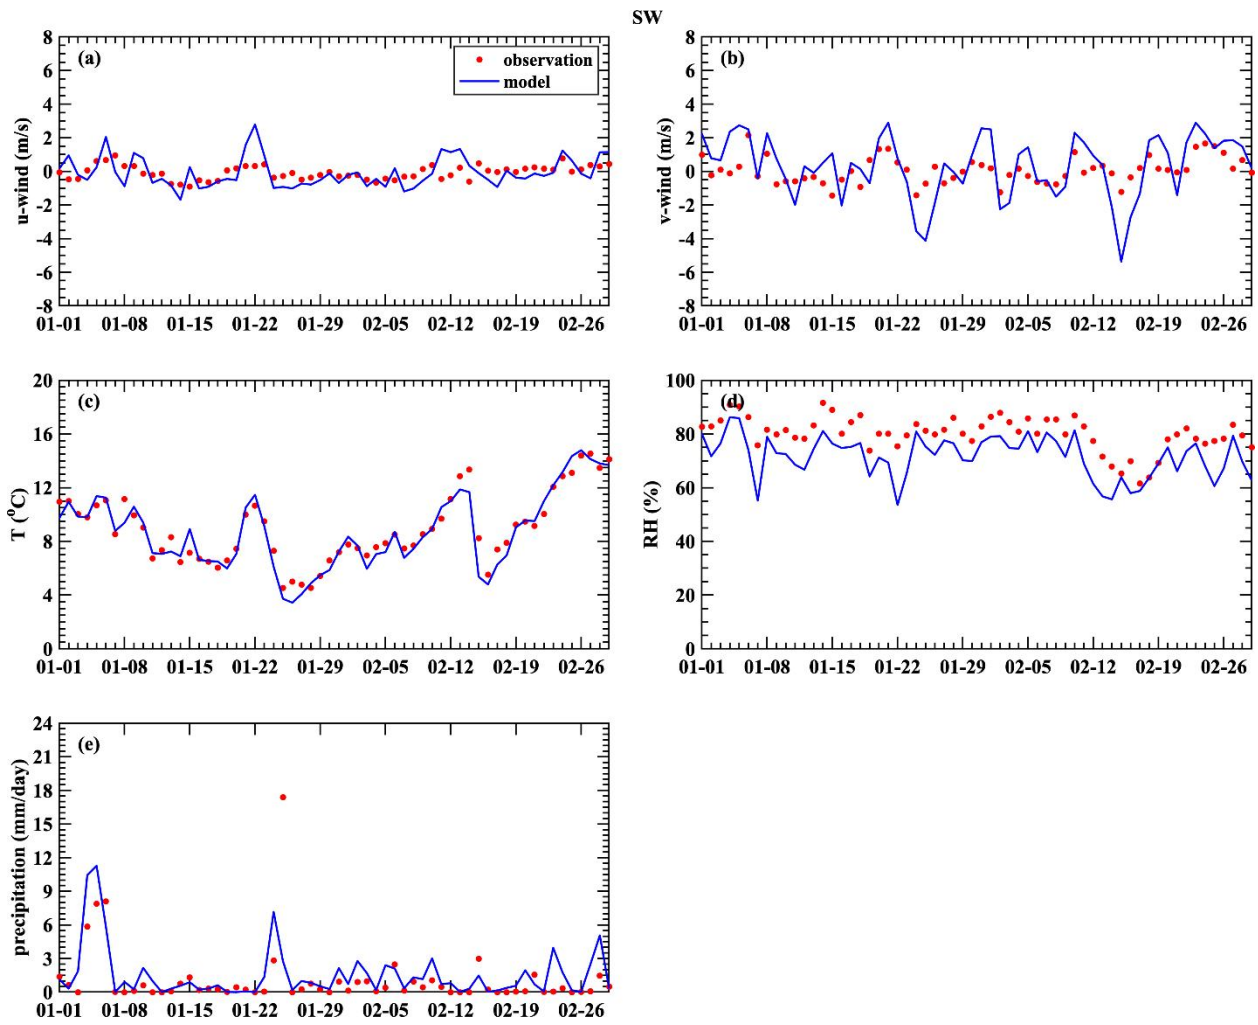 SW
(a)
observation
model
u-wind (m/s)
8
6
4
2
0
-2
-4
-6
-8
01-01 01-08 01-15 01-22 01-29 02-05 02-12 02-19 02-26
(b)
v-wind (m/s)
8
6
4
2
0
-2
-4
-6
-8
01-01 01-08 01-15 01-22 01-29 02-05 02-12 02-19 02-26
(c)
T (⁰C)
20
16
12
8
4
0
01-01 01-08 01-15 01-22 01-29 02-05 02-12 02-19 02-26
(d)
RH (%)
100
80
60
40
20
0
01-01 01-08 01-15 01-22 01-29 02-05 02-12 02-19 02-26
(e)
precipitation (mm/day)
24
21
18
15
12
9
6
3
0
01-01 01-08 01-15 01-22 01-29 02-05 02-12 02-19 02-26